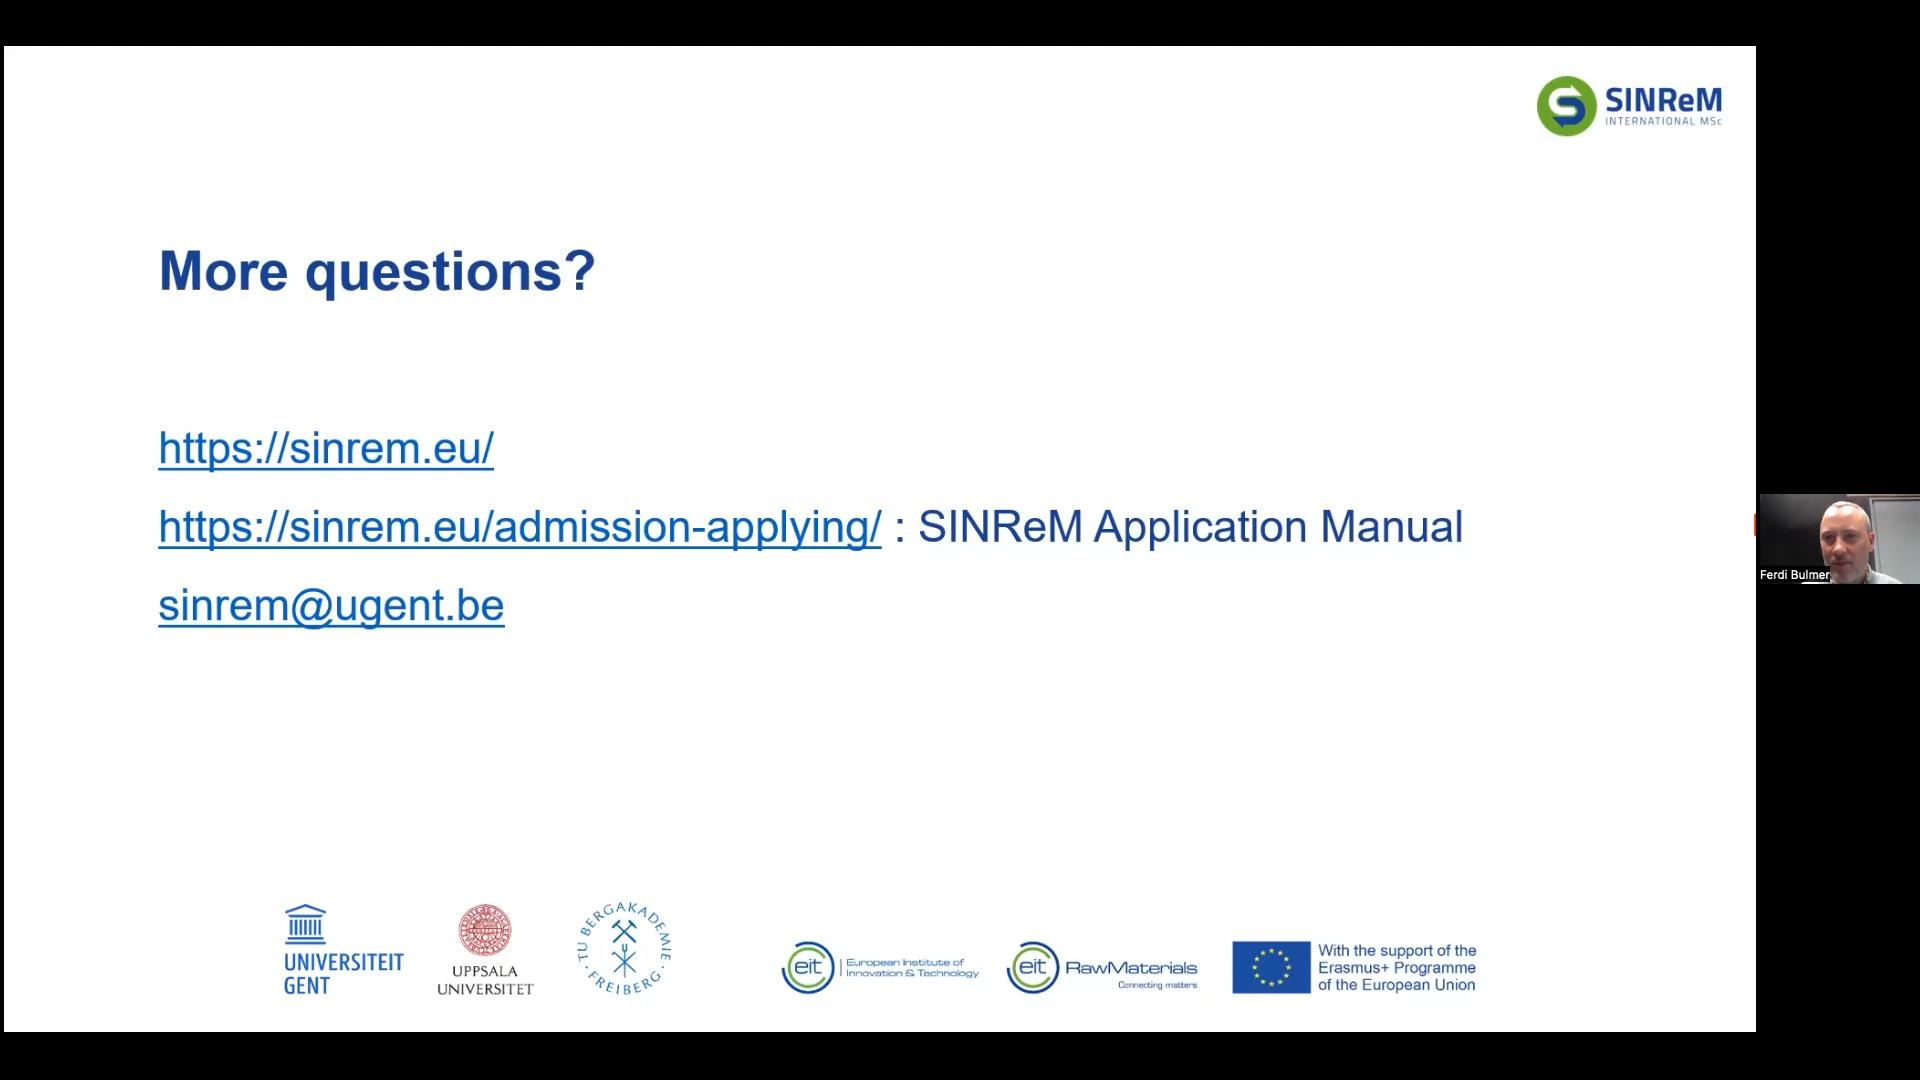 SINReM
INTERNATIONAL MSc
More questions?
https://sinrem.eu/
https://sinrem.eu/admission-applying/ : SINReM Application Manual
sinrem@ugent.be
Ferdi Bulmer
UNIVERSITEIT
GENT
UPPSALA
UNIVERSITET
TU BERGAKADEMIE
FREIBERG
eit
European Institute of
Innovation & Technology
eit
RawMaterials
Connecting matters
With the support of the
Erasmus+ Programme
of the European Union